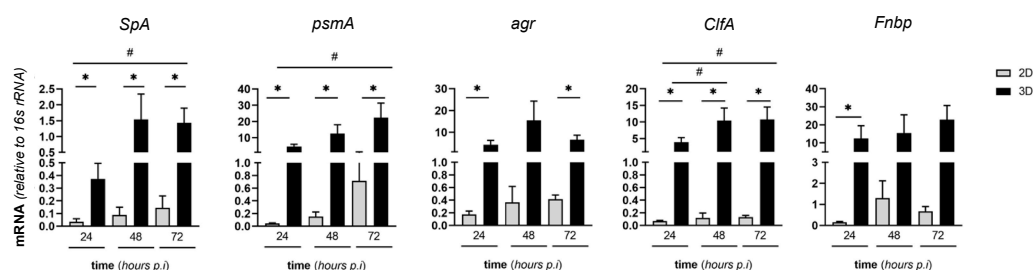 SpA psmA agr ClfA Fnbp
# # #
#
* * * * * * * * * * * *
mRNA (relative to 16s rRNA)
2.5 2.0 1.5 1.0 0.5
0.5 0.4 0.3 0.2 0.1 0.0
24 48 72
time (hours p.i)
40 30 20 10
1.0 0.8 0.6 0.4 0.2 0.0
24 48 72
time (hours p.i)
30 20 10 0
1.0 0.8 0.6 0.4 0.2 0.0
24 48 72
time (hours p.i)
20 15 10 5
1.0 0.8 0.6 0.4 0.2 0.0
24 48 72
time (hours p.i)
40 30 20 10
3 2 1 0
24 48 72
time (hours p.i)
2D
3D